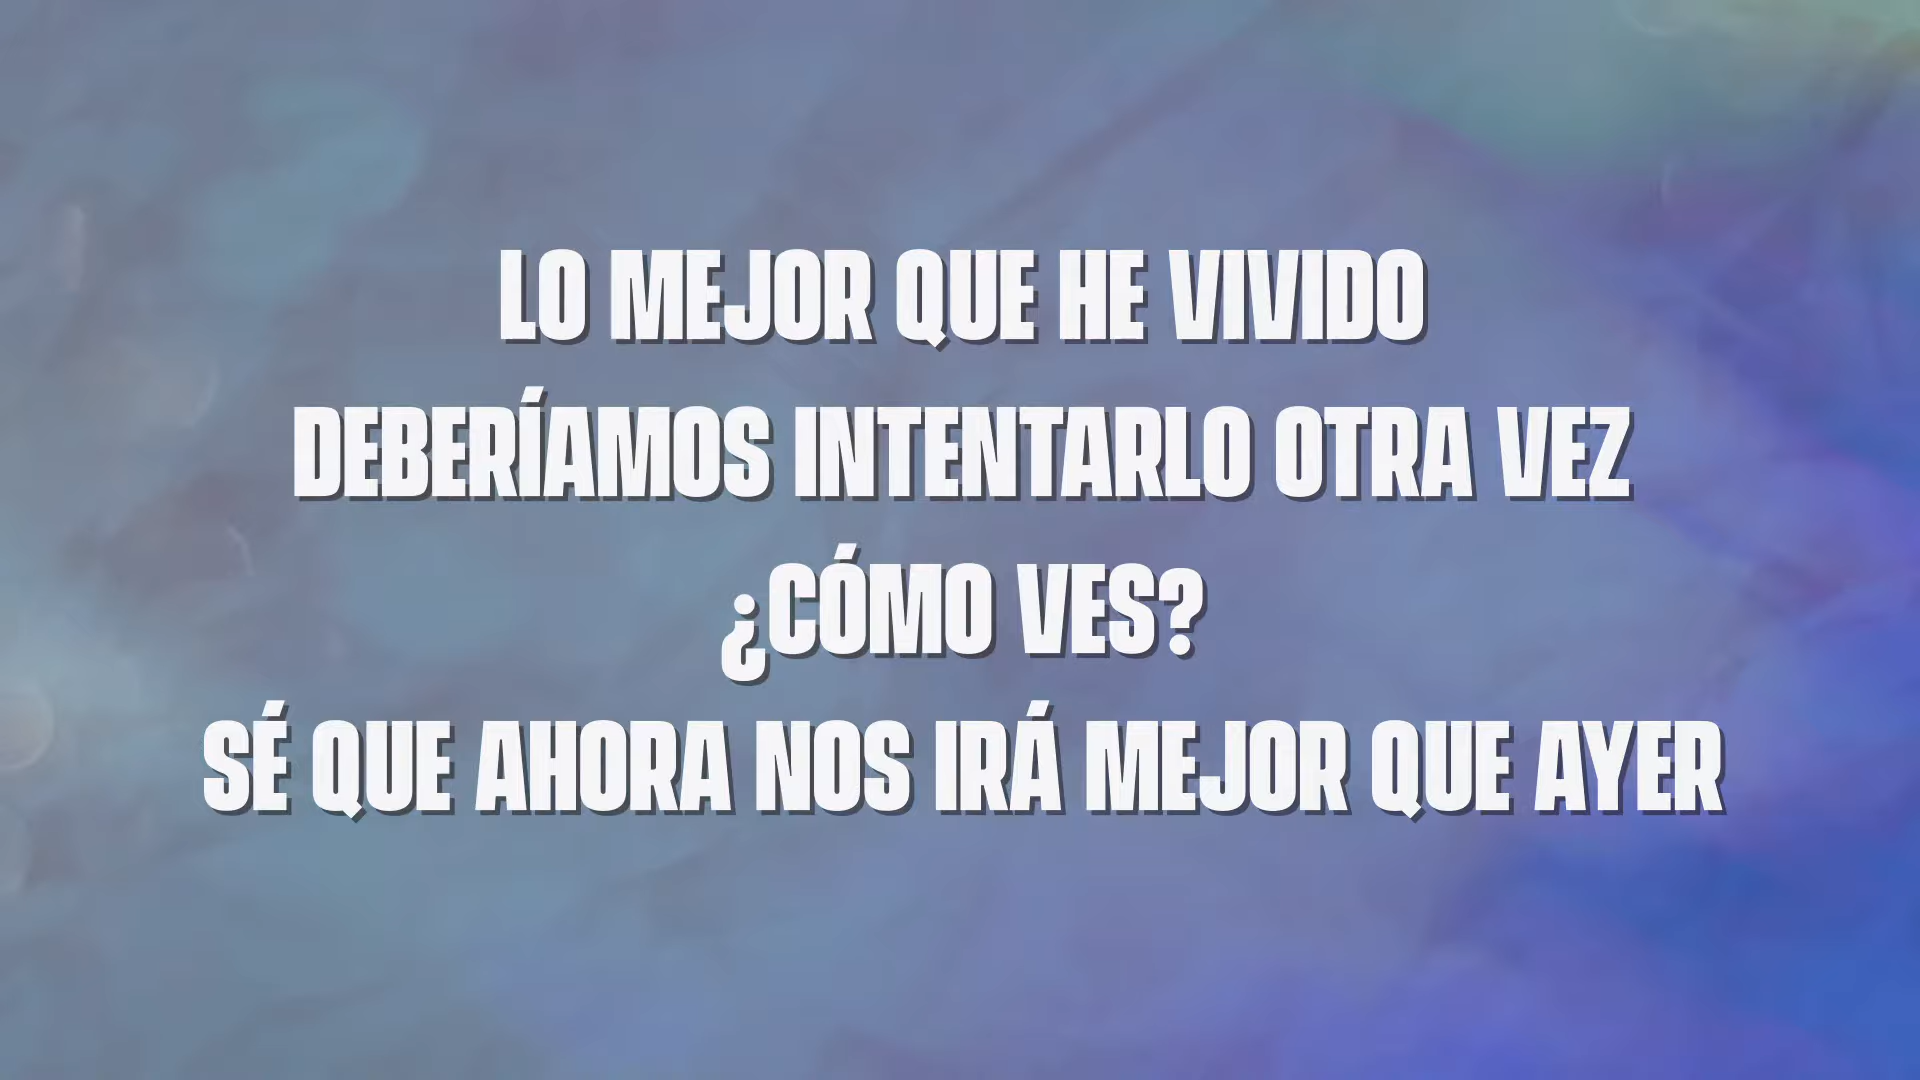 LO MEJOR QUE HE VIVIDO
DEBERÍAMOS INTENTARLO OTRA VEZ
¿CÓMO VES?
SÉ QUE AHORA NOS IRÁ MEJOR QUE AYER